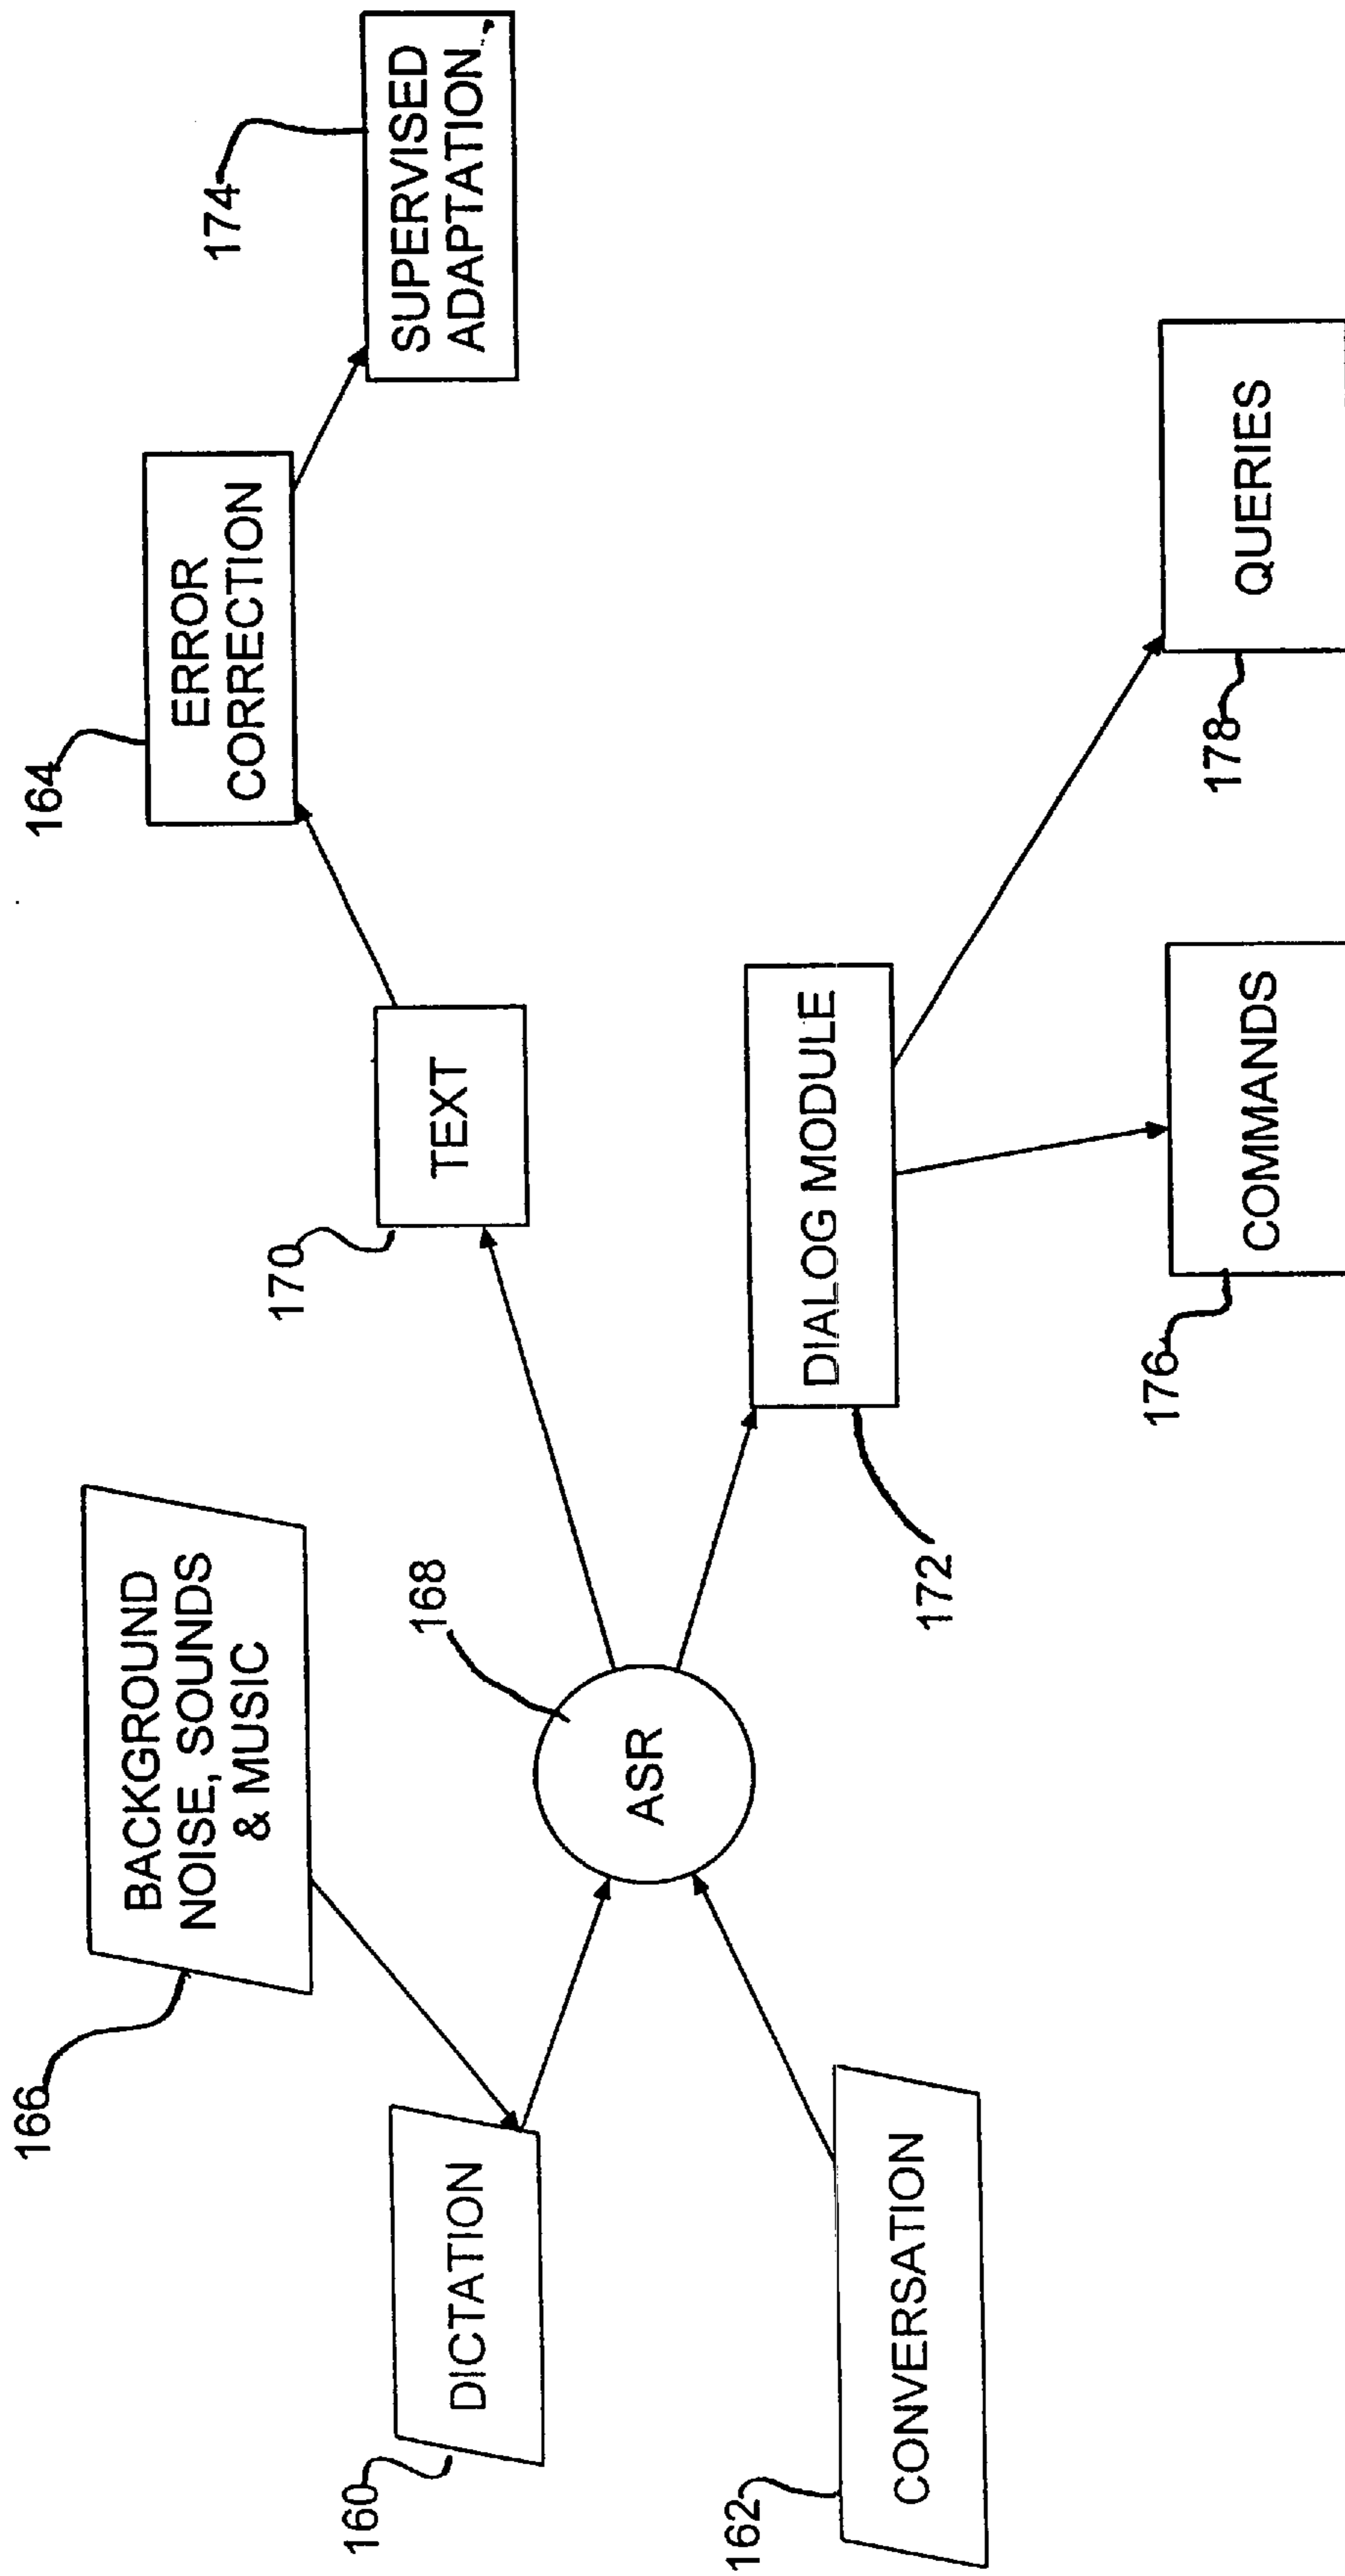 166
BACKGROUND
NOISE, SOUNDS
& MUSIC
164
ERROR
CORRECTION
174
SUPERVISED
ADAPTATION
160
DICTATION
168
ASR
170
TEXT
162
CONVERSATION
172
DIALOG MODULE
176
COMMANDS
178
QUERIES